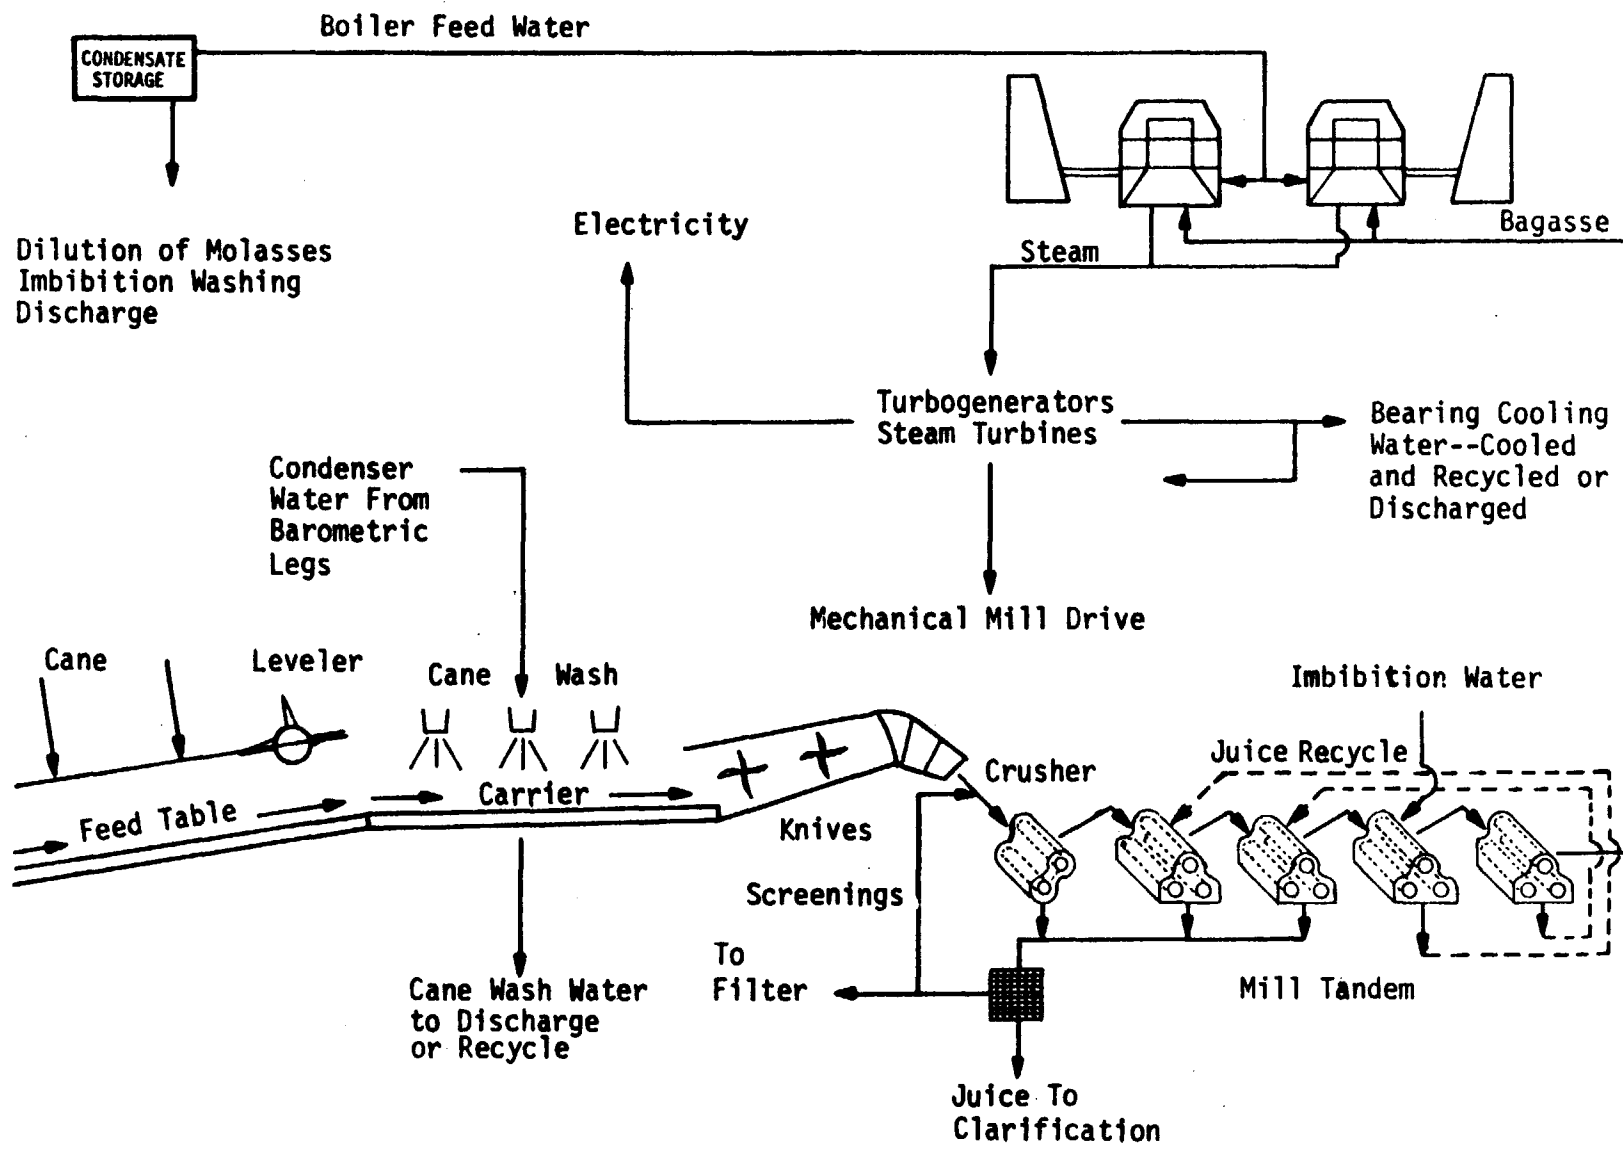 Boiler Feed Water
CONDENSATE
STORAGE
Dilution of Molasses
Imbibition Washing
Discharge
Electricity
Steam
Bagasse
Turbogenerators
Steam Turbines
Bearing Cooling
Water--Cooled
and Recycled or
Discharged
Condenser
Water From
Barometric
Legs
Mechanical Mill Drive
Cane
Leveler
Cane Wash
Imbibition Water
Juice Recycle
Crusher
Carrier
Feed Table
Knives
Screenings
To
Filter
Mill Tandem
Cane Wash Water
to Discharge
or Recycle
Juice To
Clarification